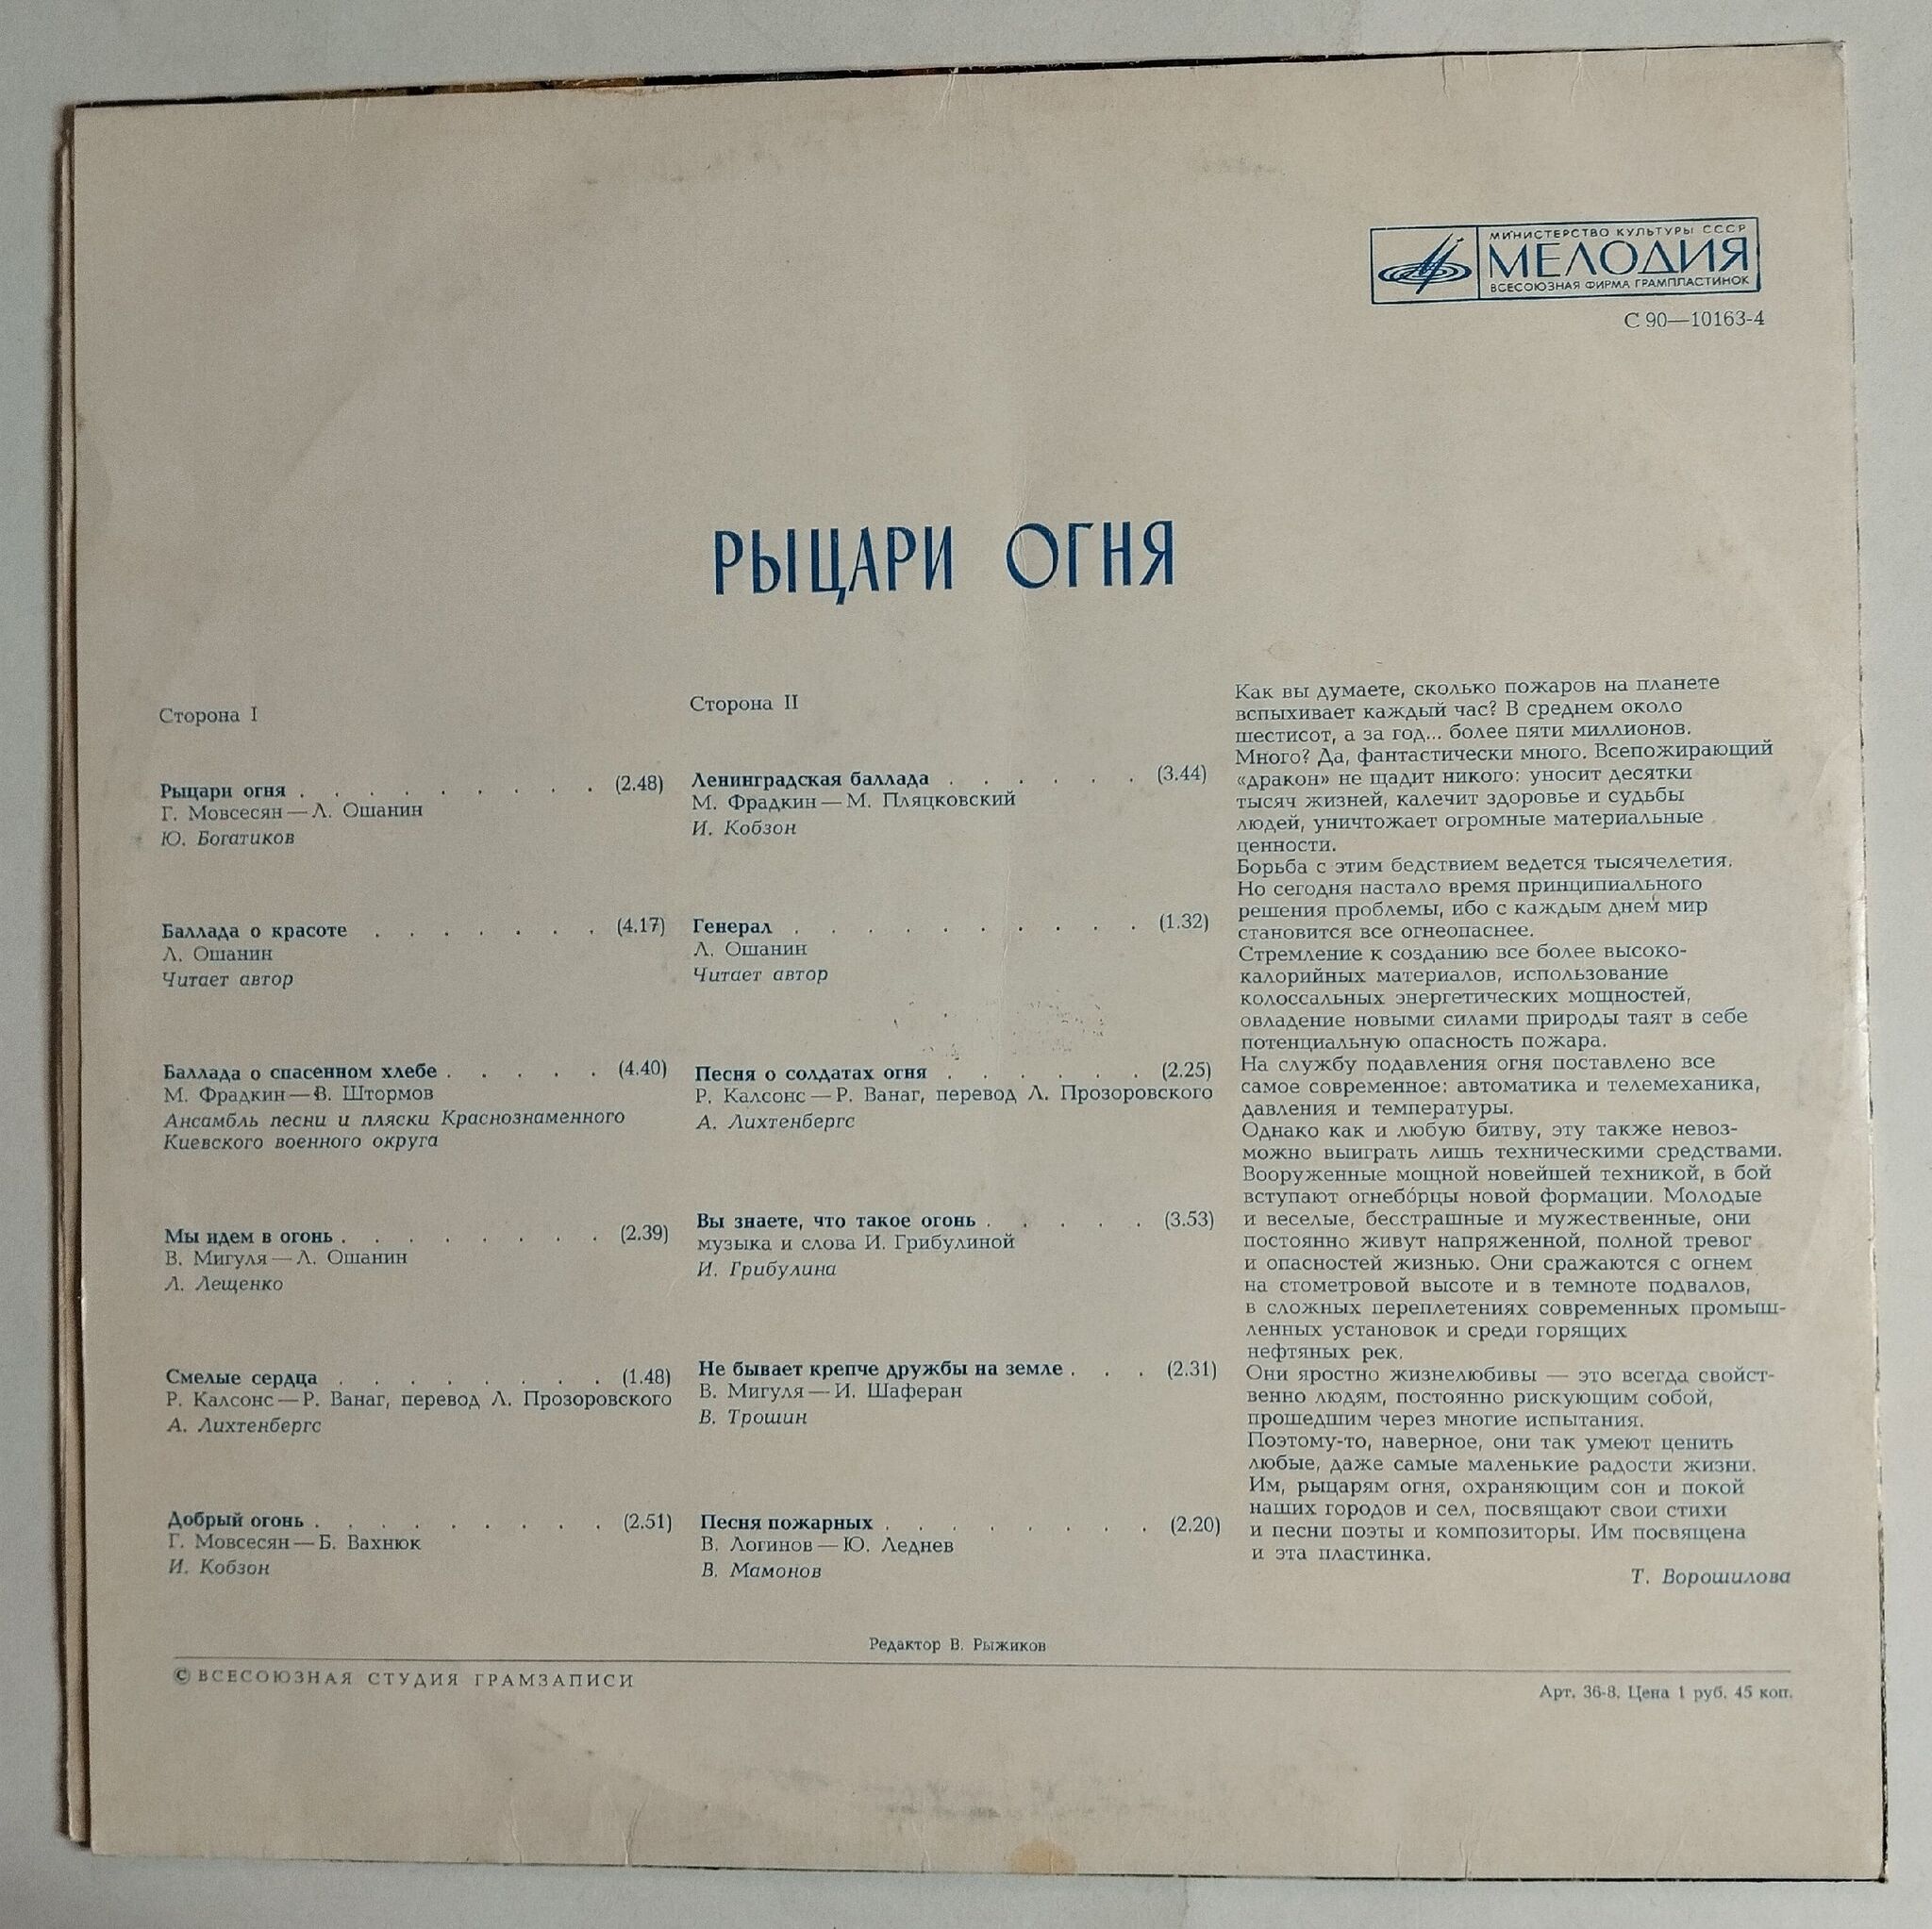 МИНИСТЕРСТВО КУЛЬТУРЫ СССР
МЕЛОДИЯ
ВСЕСОЮЗНАЯ ФИРМА ГРАМПЛАСТИНОК
С 90—10163-4
РЫЦАРИ ОГНЯ
Сторона I
Рыцари огня . . . . . . . . . (2.48)
Г. Мовсесян — Л. Ошанин
Ю. Богатиков
Баллада о красоте . . . . . . . (4.17)
Л. Ошанин
Читает автор
Баллада о спасенном хлебе . . . . . (4.40)
М. Фрадкин — В. Штормов
Ансамбль песни и пляски Краснознаменного
Киевского военного округа
Мы идем в огонь . . . . . . . . (2.39)
В. Мигуля — Л. Ошанин
Л. Лещенко
Смелые сердца . . . . . . . . (1.48)
Р. Калсонс — Р. Ванаг, перевод Л. Прозоровского
А. Лихтенбергс
Добрый огонь . . . . . . . . . (2.51)
Г. Мовсесян — Б. Вахнюк
И. Кобзон
Сторона II
Ленинградская баллада . . . . . . (3.44)
М. Фрадкин — М. Пляцковский
И. Кобзон
Генерал . . . . . . . . . . (1.32)
Л. Ошанин
Читает автор
Песня о солдатах огня . . . . . . (2.25)
Р. Калсонс — Р. Ванаг, перевод Л. Прозоровского
А. Лихтенбергс
Вы знаете, что такое огонь . . . . . (3.53)
музыка и слова И. Грибулиной
И. Грибулина
Не бывает крепче дружбы на земле . . . (2.31)
В. Мигуля — И. Шаферан
В. Трошин
Песня пожарных . . . . . . . . (2.20)
В. Логинов — Ю. Леднев
В. Мамонов
Как вы думаете, сколько пожаров на планете
вспыхивает каждый час? В среднем около
шестисот, а за год... более пяти миллионов.
Много? Да, фантастически много. Всепожирающий
«дракон» не щадит никого: уносит десятки
тысяч жизней, калечит здоровье и судьбы
людей, уничтожает огромные материальные
ценности.
Борьба с этим бедствием ведется тысячелетия.
Но сегодня настало время принципиального
решения проблемы, ибо с каждым днем мир
становится все огнеопаснее.
Стремление к созданию все более высоко-
калорийных материалов, использование
колоссальных энергетических мощностей,
овладение новыми силами природы таят в себе
потенциальную опасность пожара.
На службу подавления огня поставлено все
самое современное: автоматика и телемеханика,
давления и температуры.
Однако как и любую битву, эту также невоз-
можно выиграть лишь техническими средствами.
Вооруженные мощной новейшей техникой, в бой
вступают огнебо́рцы новой формации. Молодые
и веселые, бесстрашные и мужественные, они
постоянно живут напряженной, полной тревог
и опасностей жизнью. Они сражаются с огнем
на стометровой высоте и в темноте подвалов,
в сложных переплетениях современных промыш-
ленных установок и среди горящих
нефтяных рек.
Они яростно жизнелюбивы — это всегда свойст-
венно людям, постоянно рискующим собой,
прошедшим через многие испытания.
Поэтому-то, наверное, они так умеют ценить
любые, даже самые маленькие радости жизни.
Им, рыцарям огня, охраняющим сон и покой
наших городов и сел, посвящают свои стихи
и песни поэты и композиторы. Им посвящена
и эта пластинка.
Т. Ворошилова
Редактор В. Рыжиков
© ВСЕСОЮЗНАЯ СТУДИЯ ГРАМЗАПИСИ
Арт. 36-8. Цена 1 руб. 45 коп.